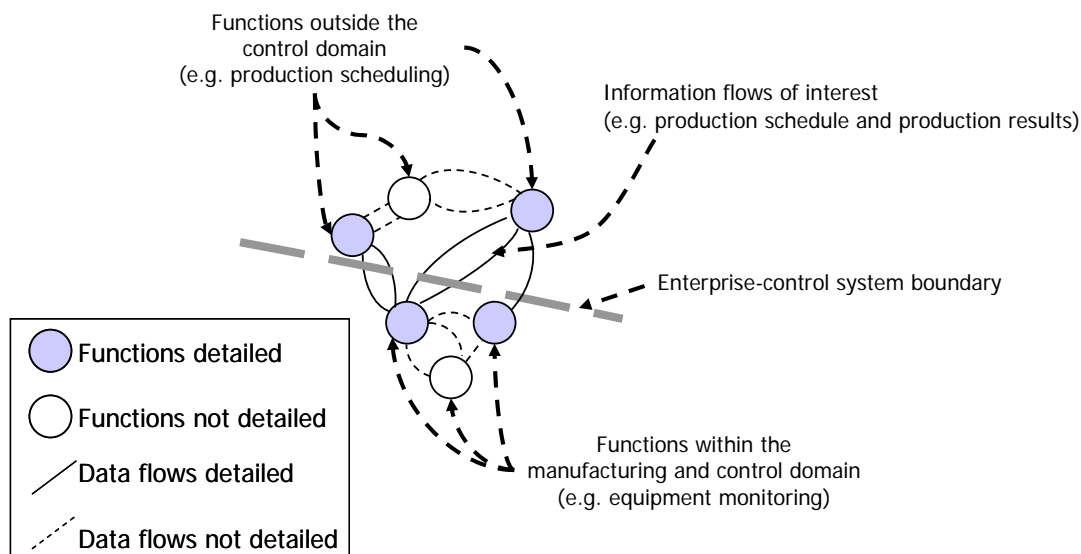 Functions outside the
control domain
(e.g. production scheduling)
Information flows of interest
(e.g. production schedule and production results)
Enterprise-control system boundary
Functions detailed
Functions not detailed
Data flows detailed
Data flows not detailed
Functions within the
manufacturing and control domain
(e.g. equipment monitoring)